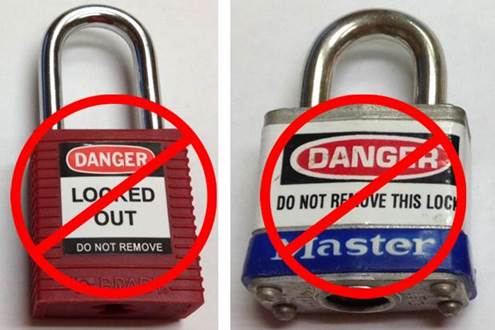 DANGER
LOCKED
OUT
DO NOT REMOVE
DANGER
DO NOT REMOVE THIS LOCK
Master